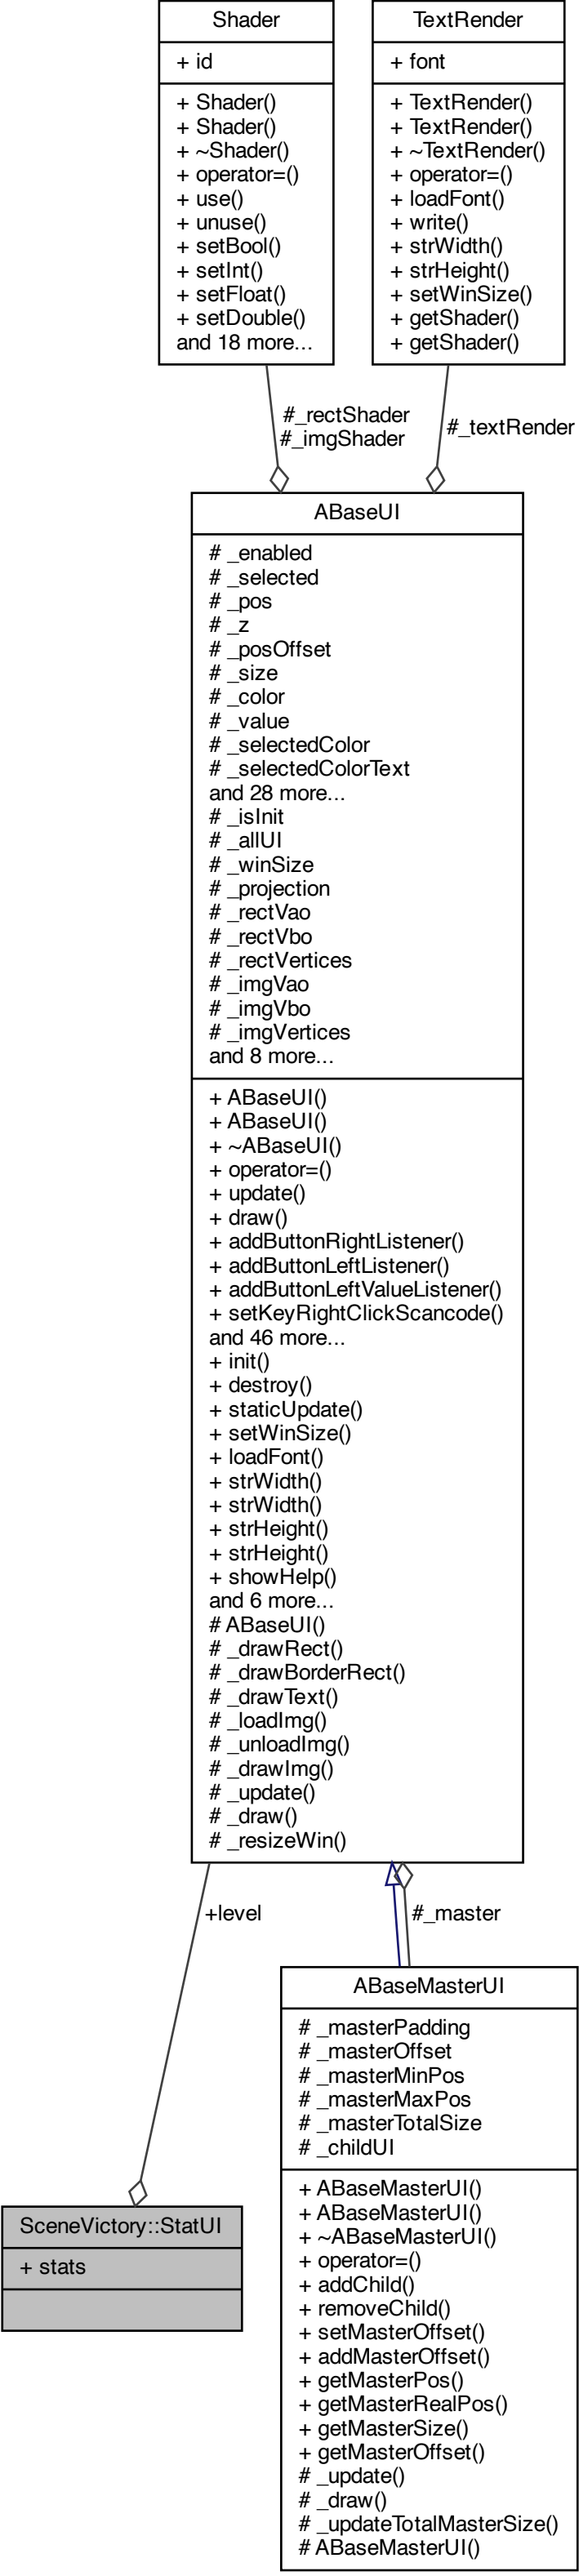 Shader
+ id
+ Shader()
+ Shader()
+ ~Shader()
+ operator=()
+ use()
+ unuse()
+ setBool()
+ setInt()
+ setFloat()
+ setDouble()
and 18 more...
TextRender
+ font
+ TextRender()
+ TextRender()
+ ~TextRender()
+ operator=()
+ loadFont()
+ write()
+ strWidth()
+ strHeight()
+ setWinSize()
+ getShader()
+ getShader()
#_rectShader
#_imgShader
#_textRender
ABaseUI
# _enabled
# _selected
# _pos
# _z
# _posOffset
# _size
# _color
# _value
# _selectedColor
# _selectedColorText
and 28 more...
# _isInit
# _allUI
# _winSize
# _projection
# _rectVao
# _rectVbo
# _rectVertices
# _imgVao
# _imgVbo
# _imgVertices
and 8 more...
+ ABaseUI()
+ ABaseUI()
+ ~ABaseUI()
+ operator=()
+ update()
+ draw()
+ addButtonRightListener()
+ addButtonLeftListener()
+ addButtonLeftValueListener()
+ setKeyRightClickScancode()
and 46 more...
+ init()
+ destroy()
+ staticUpdate()
+ setWinSize()
+ loadFont()
+ strWidth()
+ strWidth()
+ strHeight()
+ strHeight()
+ showHelp()
and 6 more...
# ABaseUI()
# _drawRect()
# _drawBorderRect()
# _drawText()
# _loadImg()
# _unloadImg()
# _drawImg()
# _update()
# _draw()
# _resizeWin()
+level
#_master
ABaseMasterUI
# _masterPadding
# _masterOffset
# _masterMinPos
# _masterMaxPos
# _masterTotalSize
# _childUI
+ ABaseMasterUI()
+ ABaseMasterUI()
+ ~ABaseMasterUI()
+ operator=()
+ addChild()
+ removeChild()
+ setMasterOffset()
+ addMasterOffset()
+ getMasterPos()
+ getMasterRealPos()
+ getMasterSize()
+ getMasterOffset()
# _update()
# _draw()
# _updateTotalMasterSize()
# ABaseMasterUI()
SceneVictory::StatUI
+ stats